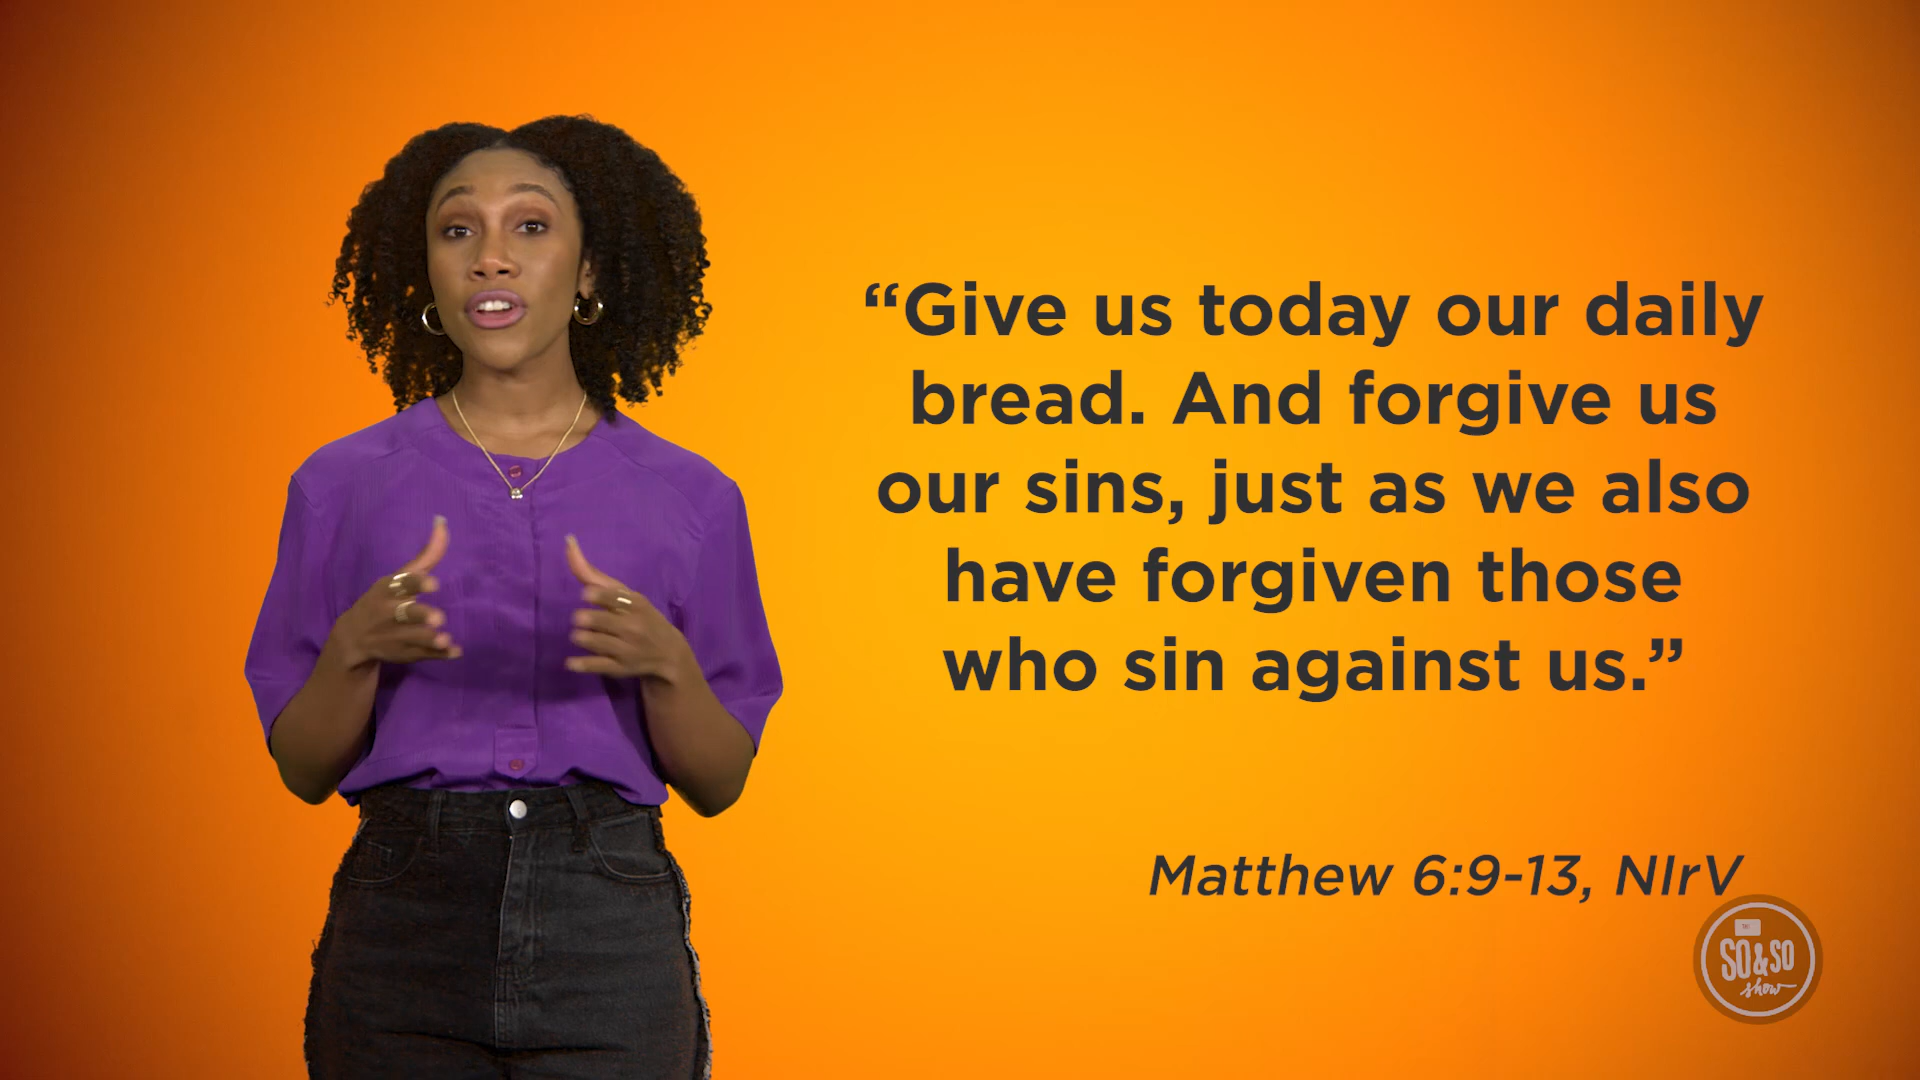 “Give us today our daily
bread. And forgive us
our sins, just as we also
have forgiven those
who sin against us.”
Matthew 6:9-13, NIrV
SO&SO
show